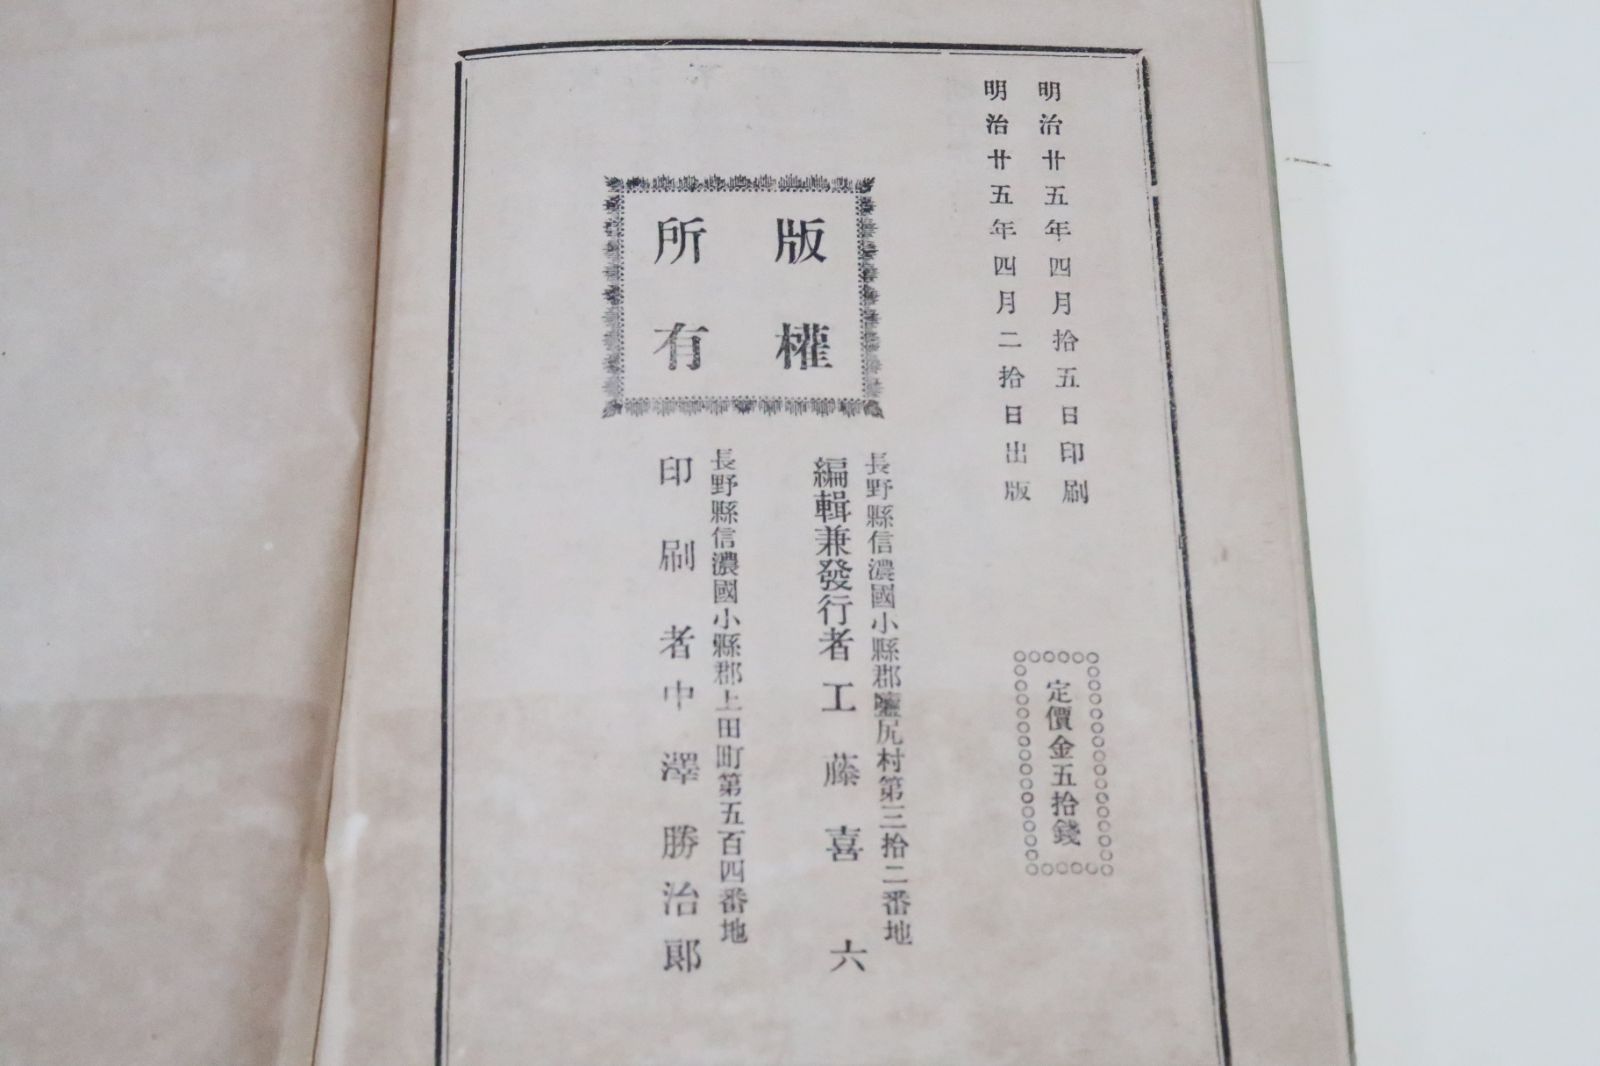 明治廿五年四月拾五日印刷
明治廿五年四月二拾日出版
定價金五拾錢
版權
所有
長野縣信濃國小縣郡鹽尻村第三拾二番地
編輯兼發行者工藤喜六
長野縣信濃國小縣郡上田町第五百四番地
印刷者中澤勝治郞